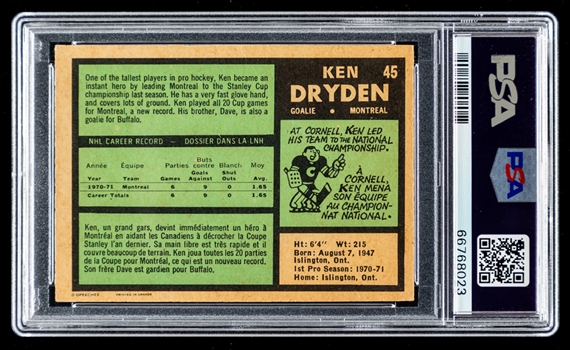 One of the tallest players in pro hockey, Ken became an
instant hero by leading Montreal to the Stanley Cup
championship last season. He has a very fast glove hand,
and covers lots of ground. Ken played all 20 Cup games
for Montreal, a new record. His brother, Dave, is also a
goalie for Buffalo.
NHL CAREER RECORD - DOSSIER DANS LA LNH
Buts
Année Équipe Parties contre Blanch. Moy
Goals Shut
Year Team Games Against Outs Avg.
1970-71 Montreal 6 9 0 1.65
Career Totals 6 9 0 1.65
Ken, un grand gars, devint immédiatement un héro à
Montréal en aidant les Canadiens à décrocher la Coupe
Stanley l'an dernier. Sa main libre est très rapide et il
couvre beaucoup de terrain. Ken joua toutes les 20 parties
de la Coupe pour Montréal, ce qui est un nouveau record.
Son frère Dave est gardien pour Buffalo.
© OPEECHEE PRINTED IN CANADA
KEN 45
DRYDEN
GOALIE • MONTREAL
AT CORNELL, KEN LED
HIS TEAM TO THE NATIONAL
CHAMPIONSHIP.
C
À
CORNELL,
KEN MENA
SON ÉQUIPE
AU CHAMPION-
NAT NATIONAL.
Ht: 6'4" Wt: 215
Born: August 7, 1947
Islington, Ont.
1st Pro Season: 1970-71
Home: Islington, Ont.
PSA
PSA
66768023